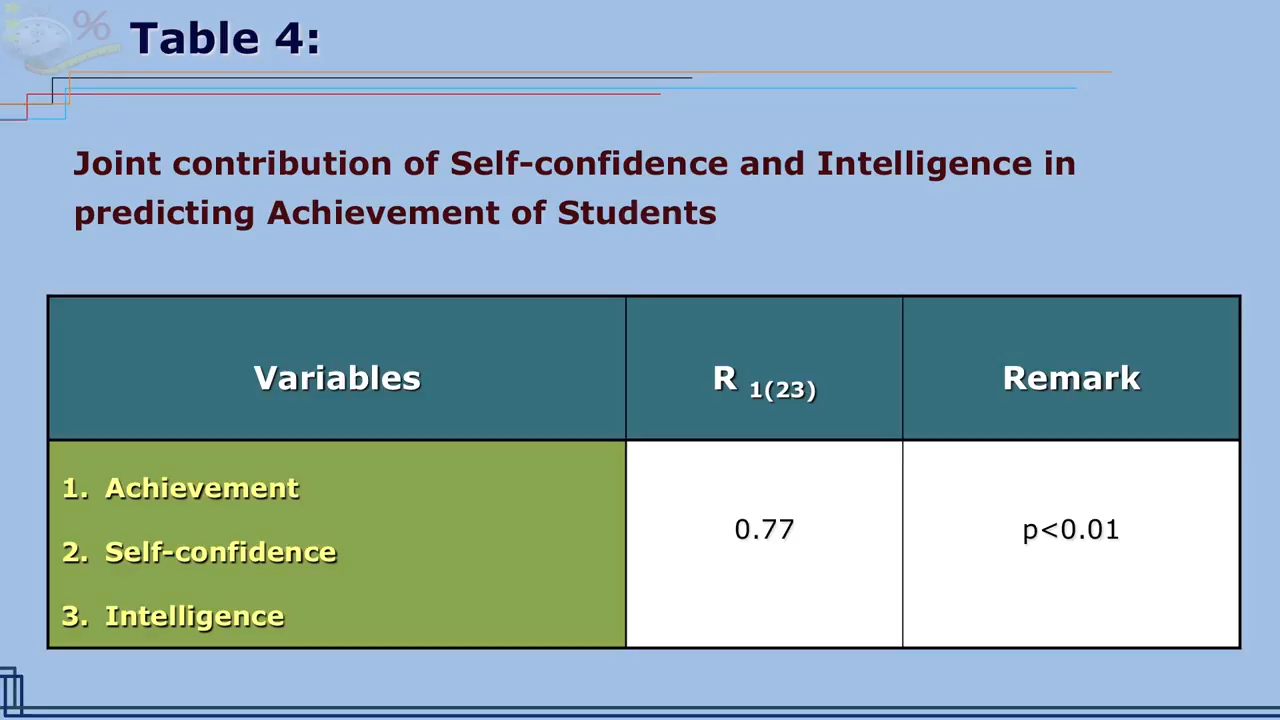 %
Table 4:
Joint contribution of Self-confidence and Intelligence in
predicting Achievement of Students
Variables R 1(23) Remark
1. Achievement
0.77 p<0.01
2. Self-confidence
3. Intelligence